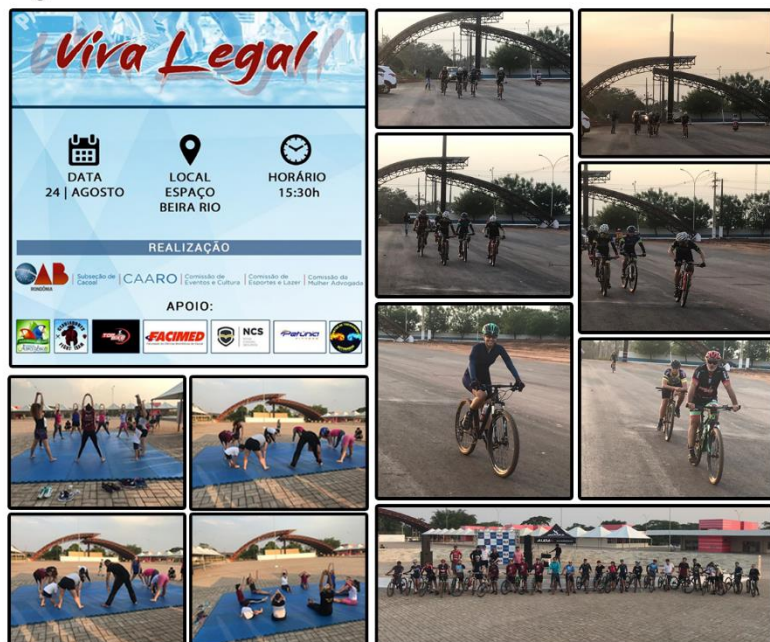 Viva Legal
DATA
24 | AGOSTO
LOCAL
ESPAÇO
BEIRA RIO
HORÁRIO
15:30h
REALIZAÇÃO
OAB
RONDÔNIA
Subseção de
Cacoal
CAARO
Comissão de
Eventos e Cultura
Comissão de
Esportes e Lazer
Comissão da
Mulher Advogada
APOIO:
FACIMED
NCS
Petúnia